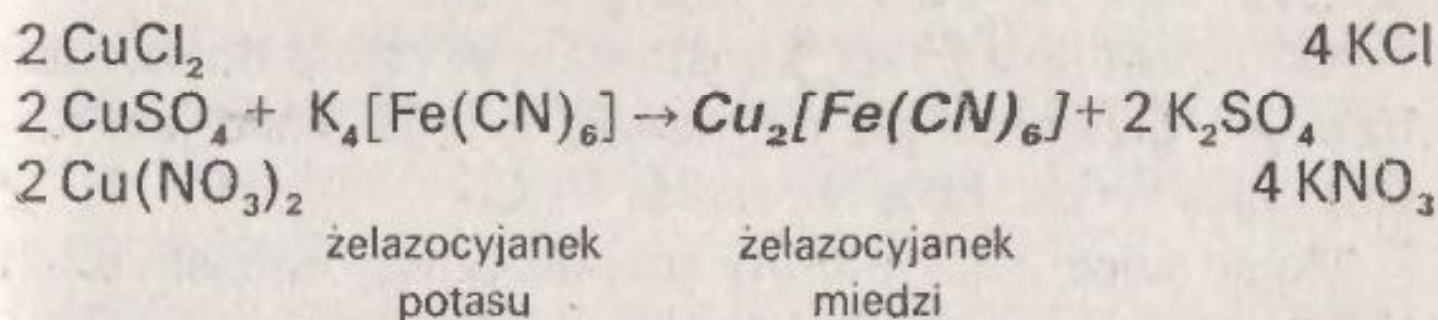 2 CuCl₂ 4 KCl
2 CuSO₄ + K₄[Fe(CN)₆] → Cu₂[Fe(CN)₆] + 2 K₂SO₄
2 Cu(NO₃)₂ 4 KNO₃
żelazocyjanek żelazocyjanek
potasu miedzi